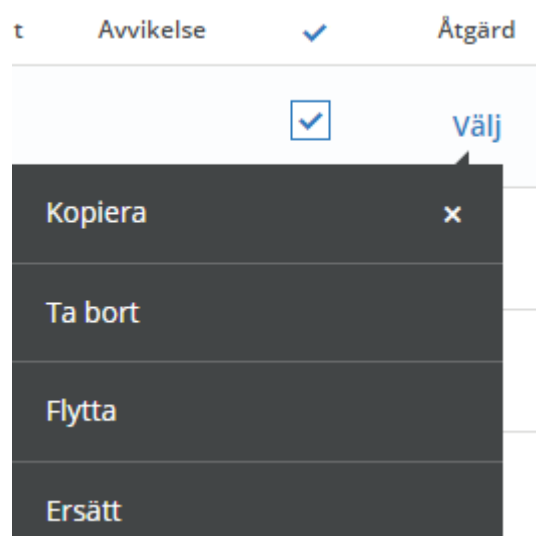 t Avvikelse Åtgärd
Välj
Kopiera
Ta bort
Flytta
Ersätt